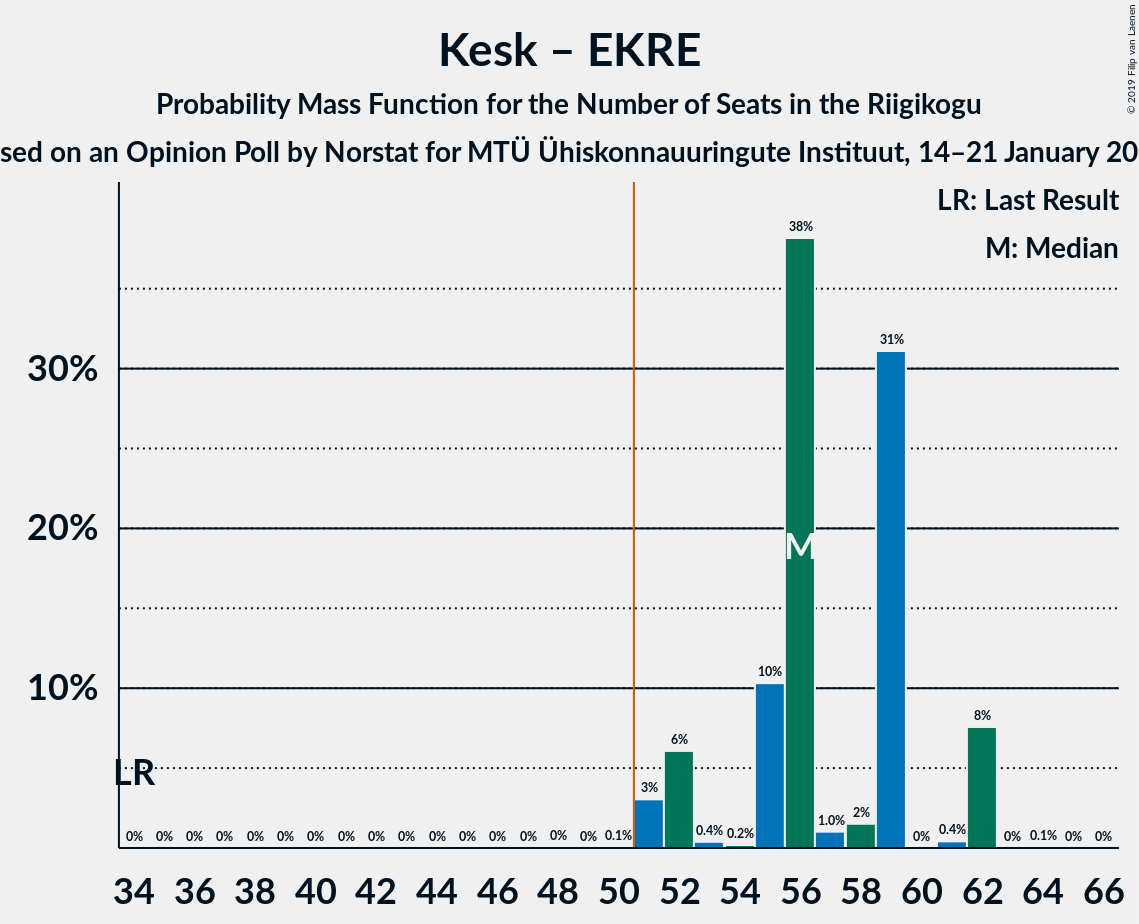 Kesk – EKRE
Probability Mass Function for the Number of Seats in the Riigikogu
sed on an Opinion Poll by Norstat for MTÜ Ühiskonnauuringute Instituut, 14–21 January 20
© 2019 Filip van Laenen
LR: Last Result
M: Median
38%
31%
30%
20%
M
10%
10%
8%
6%
LR
3%
2%
1.0%
0% 0% 0% 0% 0% 0% 0% 0% 0% 0% 0% 0% 0% 0% 0% 0% 0.1% 0.4% 0.2% 0% 0.4% 0% 0.1% 0% 0%
34 36 38 40 42 44 46 48 50 52 54 56 58 60 62 64 66